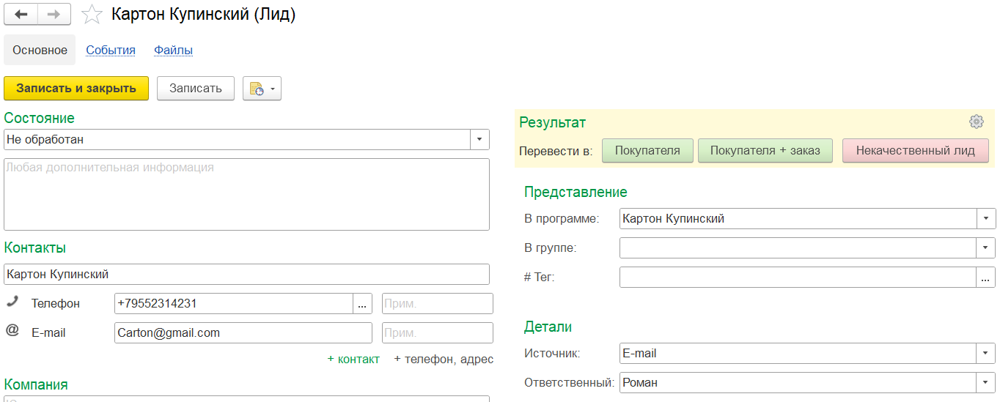 Картон Купинский (Лид)
Основное События Файлы
Записать и закрыть Записать
Состояние
Не обработан
Любая дополнительная информация
Контакты
Картон Купинский
Телефон +79552314231 ... Прим.
@ E-mail Carton@gmail.com Прим.
+ контакт + телефон, адрес
Компания
Результат
Перевести в: Покупателя Покупателя + заказ Некачественный лид
Представление
В программе: Картон Купинский
В группе:
# Тег: ...
Детали
Источник: E-mail
Ответственный: Роман